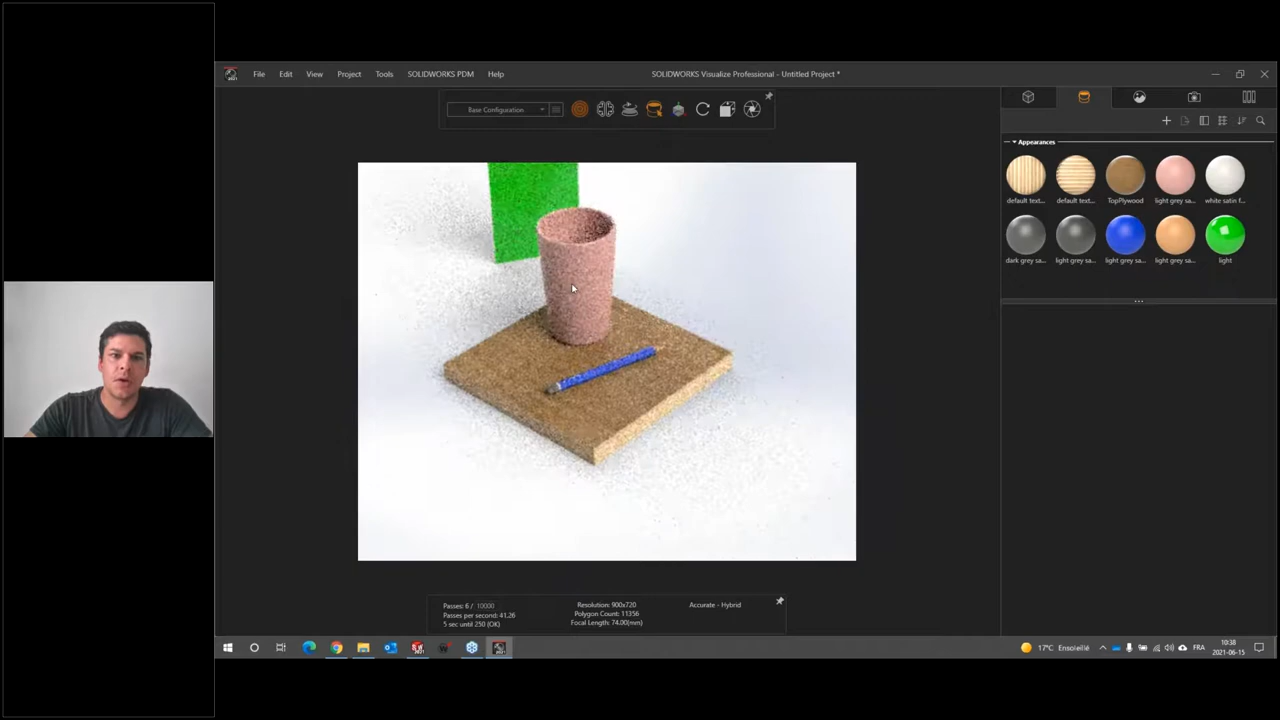 File Edit View Project Tools SOLIDWORKS PDM Help
SOLIDWORKS Visualize Professional - Untitled Project *
Base Configuration
Appearances
default text... default text... TopPlywood light grey sa... white satin f...
dark grey sa... light grey sa... light grey sa... light grey sa... light
Passes: 6 / 10000
Passes per second: 41.26
5 sec until 250 (OK)
Resolution: 900x720
Polygon Count: 11356
Focal Length: 74.00(mm)
Accurate - Hybrid
17°C Ensoleillé
FRA
10:38
2021-06-15